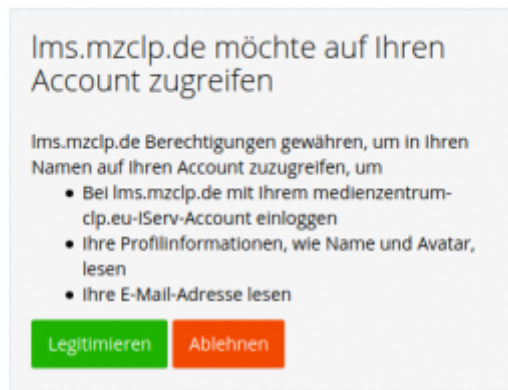 lms.mzclp.de möchte auf Ihren
Account zugreifen
lms.mzclp.de Berechtigungen gewähren, um in Ihren
Namen auf Ihren Account zuzugreifen, um
• Bei lms.mzclp.de mit Ihrem medienzentrum-
clp.eu-IServ-Account einloggen
• Ihre Profilinformationen, wie Name und Avatar,
lesen
• Ihre E-Mail-Adresse lesen
Legitimieren Ablehnen